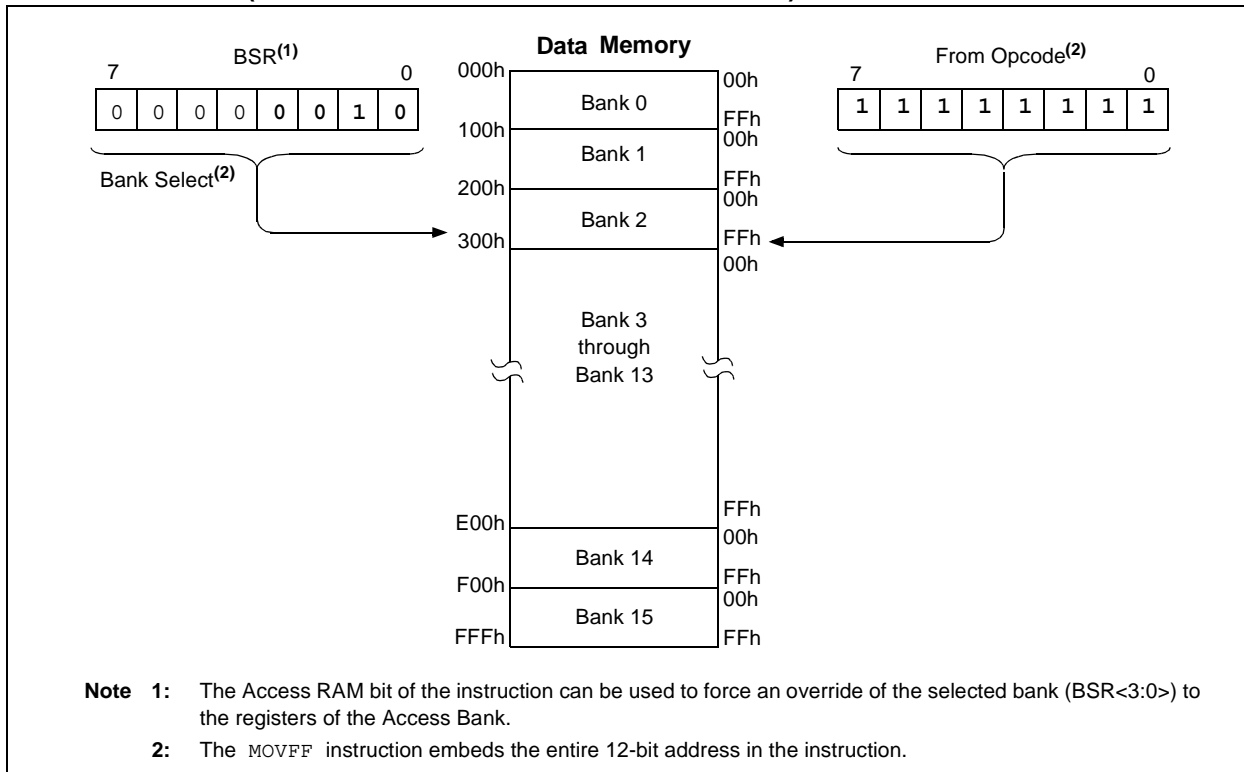 BSR(1)
7 0
0 0 0 0 0 0 1 0
Bank Select(2)
Data Memory
000h
100h
200h
300h
E00h
F00h
FFFh
Bank 0
Bank 1
Bank 2
Bank 3
through
Bank 13
Bank 14
Bank 15
00h
FFh
00h
FFh
00h
FFh
00h
FFh
00h
FFh
00h
FFh
From Opcode(2)
7 0
1 1 1 1 1 1 1 1
Note 1: The Access RAM bit of the instruction can be used to force an override of the selected bank (BSR<3:0>) to
the registers of the Access Bank.
2: The MOVFF instruction embeds the entire 12-bit address in the instruction.